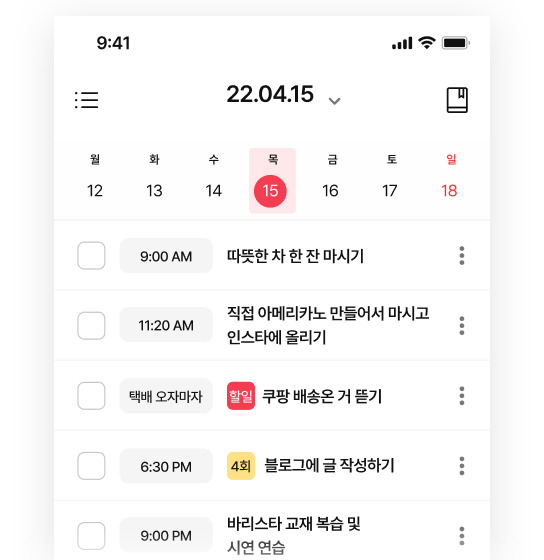 9:41
22.04.15
월 화 수 목 금 토 일
12 13 14 15 16 17 18
9:00 AM 따뜻한 차 한 잔 마시기
11:20 AM 직접 아메리카노 만들어서 마시고
인스타에 올리기
택배 오자마자 할일 쿠팡 배송온 거 뜯기
6:30 PM 4회 블로그에 글 작성하기
9:00 PM 바리스타 교재 복습 및
시연 연습